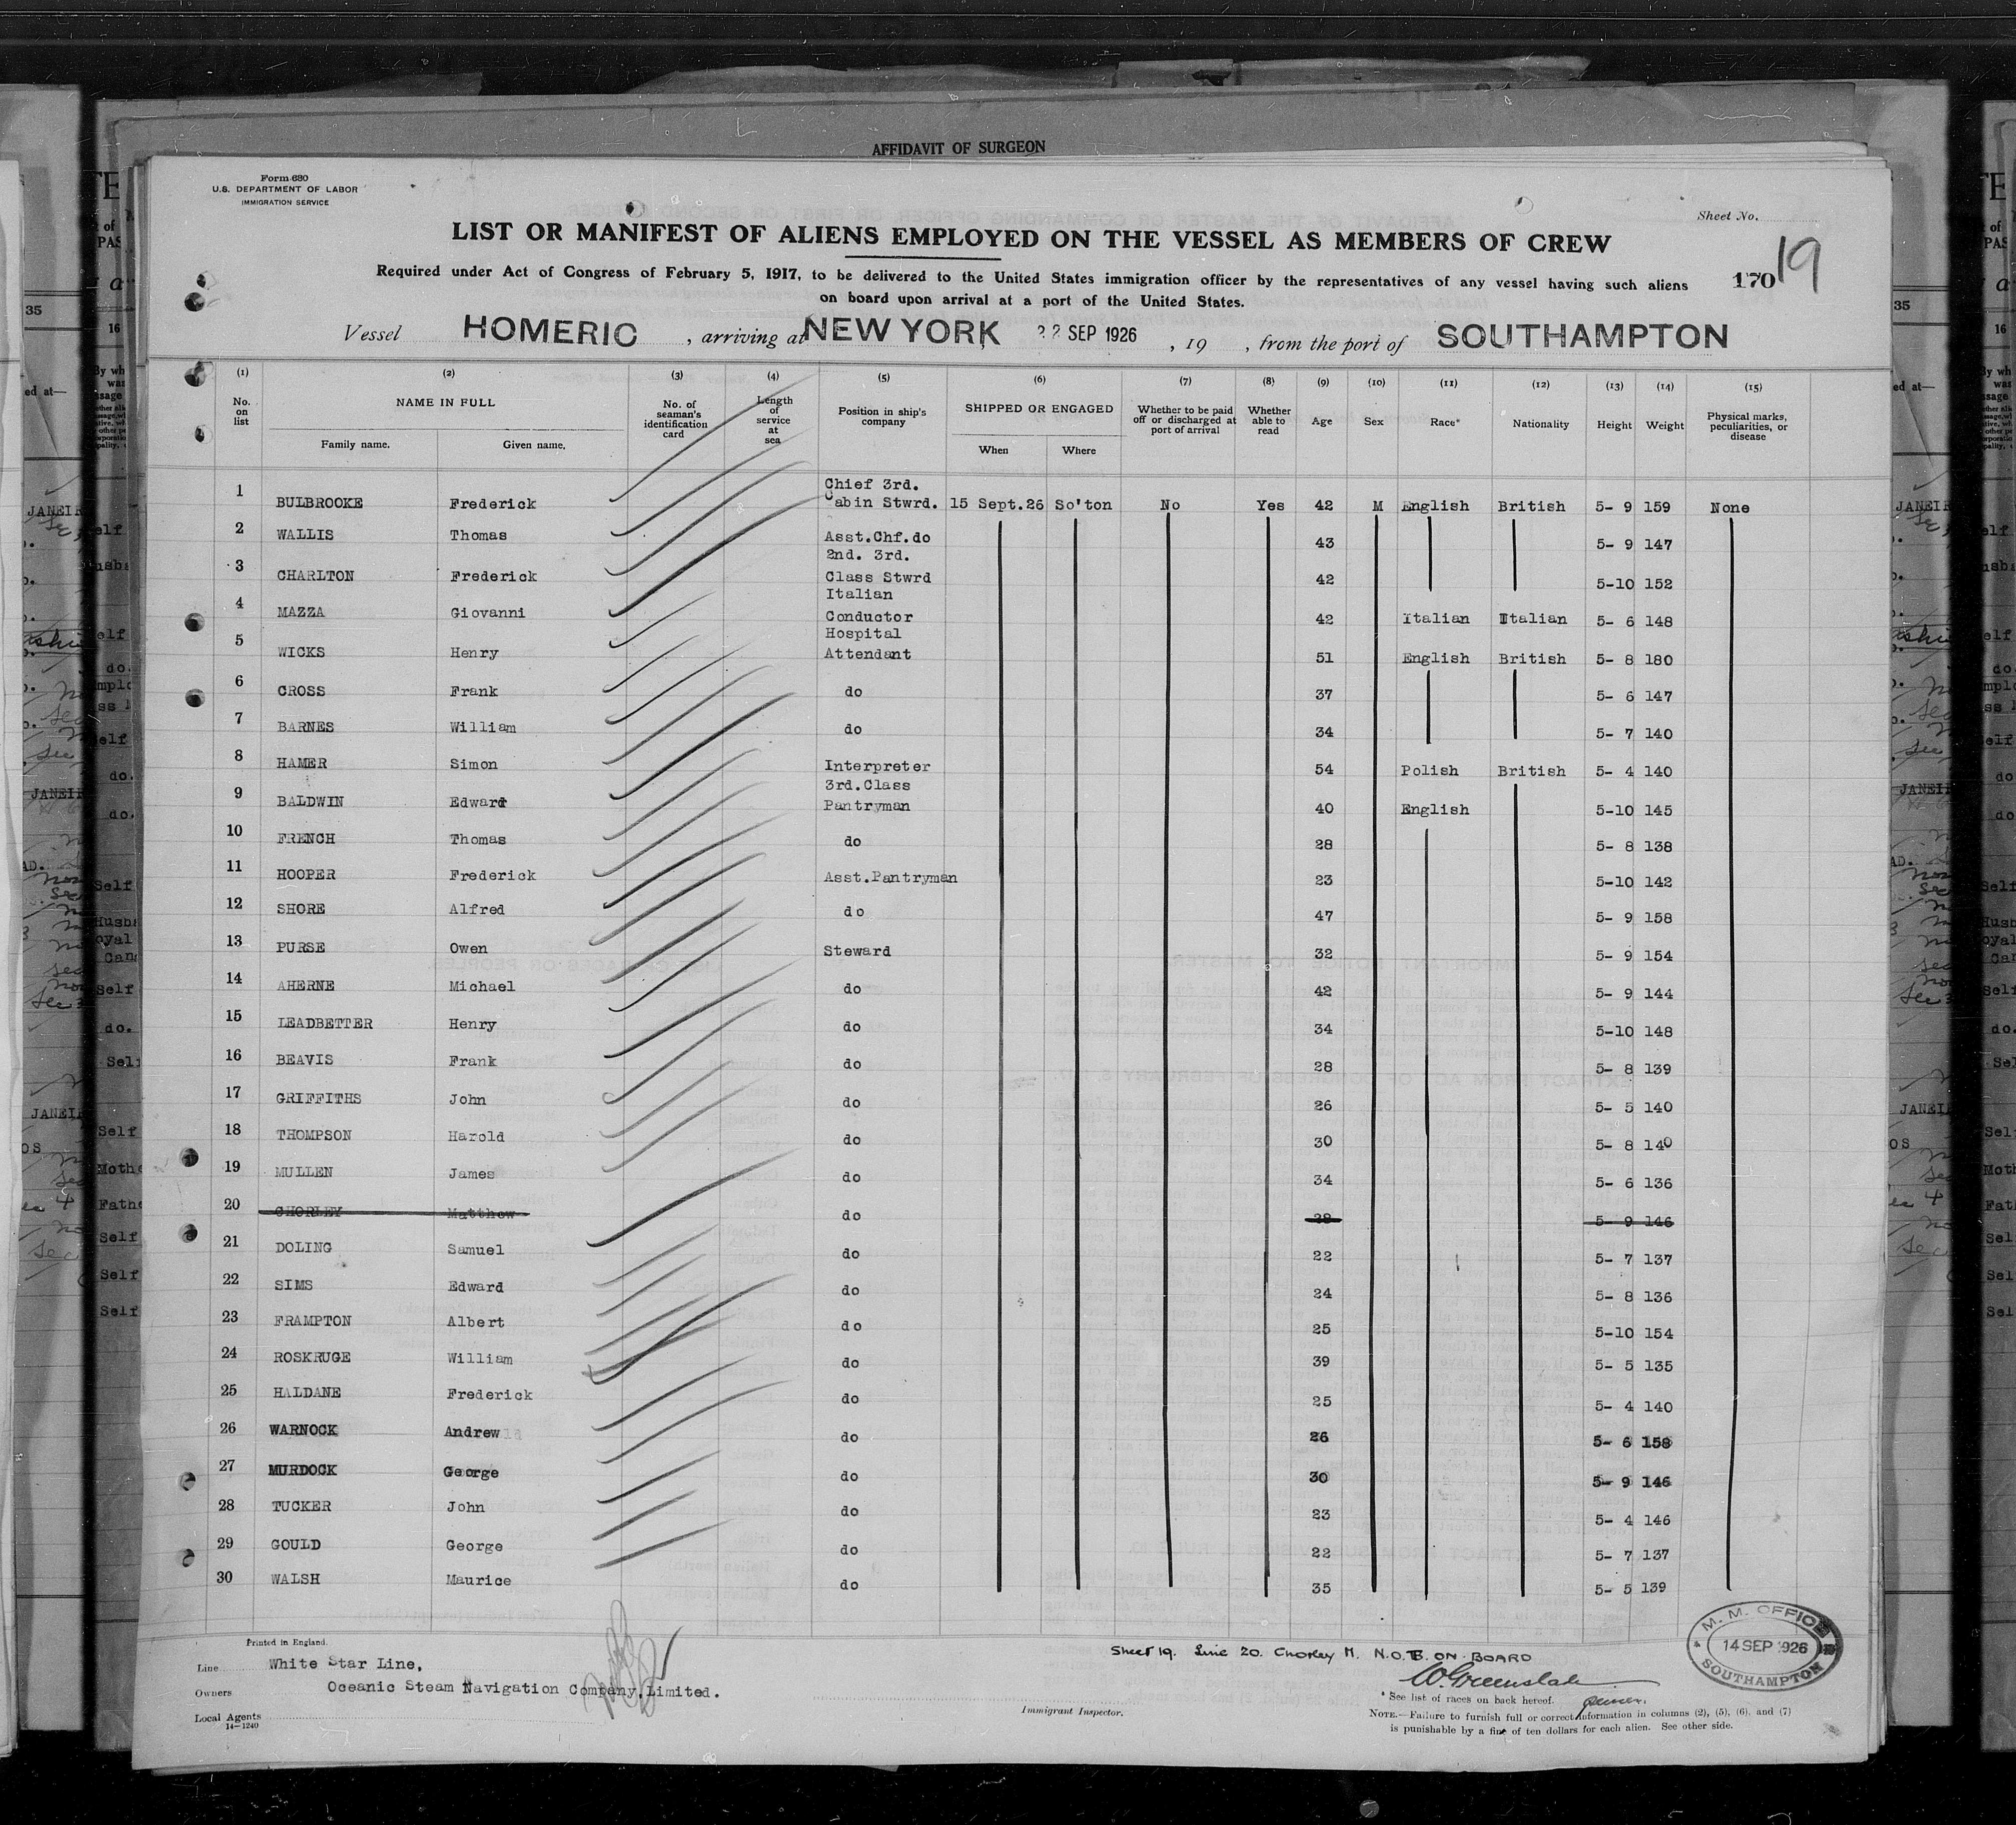 AFFIDAVIT OF SURGEON
Form 680
U.S. DEPARTMENT OF LABOR
IMMIGRATION SERVICE
Sheet No.
LIST OR MANIFEST OF ALIENS EMPLOYED ON THE VESSEL AS MEMBERS OF CREW
Required under Act of Congress of February 5, 1917, to be delivered to the United States immigration officer by the representatives of any vessel having such aliens
on board upon arrival at a port of the United States.
170 19
Vessel HOMERIC, arriving at NEW YORK 22 SEP 1926, 19 , from the port of SOUTHAMPTON
(1) (2) (3) (4) (5) (6) (7) (8) (9) (10) (11) (12) (13) (14) (15)
No. on list NAME IN FULL Family name. Given name. No. of seaman's identification card Length of service at sea Position in ship's company SHIPPED OR ENGAGED When Where Whether to be paid off or discharged at port of arrival Whether able to read Age Sex Race* Nationality Height Weight Physical marks, peculiarities, or disease
1 BULBROOKE Frederick Chief 3rd. Cabin Stwrd. 15 Sept.26 So'ton No Yes 42 M English British 5- 9 159 None
2 WALLIS Thomas Asst.Chf.do 43 5- 9 147
3 CHARLTON Frederick 2nd. 3rd. Class Stwrd 42 5-10 152
4 MAZZA Giovanni Italian Conductor 42 Italian Italian 5- 6 148
5 WICKS Henry Hospital Attendant 51 English British 5- 8 180
6 CROSS Frank do 37 5- 6 147
7 BARNES William do 34 5- 7 140
8 HAMER Simon Interpreter 54 Polish British 5- 4 140
9 BALDWIN Edward 3rd.Class Pantryman 40 English 5-10 145
10 FRENCH Thomas do 28 5- 8 138
11 HOOPER Frederick Asst.Pantryman 23 5-10 142
12 SHORE Alfred do 47 5- 9 158
13 PURSE Owen Steward 32 5- 9 154
14 AHERNE Michael do 42 5- 9 144
15 LEADBETTER Henry do 34 5-10 148
16 BEAVIS Frank do 28 5- 8 139
17 GRIFFITHS John do 26 5- 5 140
18 THOMPSON Harold do 30 5- 8 140
19 MULLEN James do 34 5- 6 136
20 CHORLEY Matthew do 28 5- 9 146
21 DOLING Samuel do 22 5- 7 137
22 SIMS Edward do 24 5- 8 136
23 FRAMPTON Albert do 25 5-10 154
24 ROSKRUGE William do 39 5- 5 135
25 HALDANE Frederick do 25 5- 4 140
26 WARNOCK Andrew do 26 5- 6 158
27 MURDOCK George do 30 5- 9 146
28 TUCKER John do 23 5- 4 146
29 GOULD George do 22 5- 7 137
30 WALSH Maurice do 35 5- 5 139
Printed in England.
Line White Star Line,
Owners Oceanic Steam Navigation Company, Limited.
Local Agents
14-1240
Immigrant Inspector.
Sheet 19. Line 20. Chorley M. N.O.T. ON BOARD
W Greenslade
purser.
* See list of races on back hereof.
NOTE.—Failure to furnish full or correct information in columns (2), (5), (6), and (7)
is punishable by a fine of ten dollars for each alien. See other side.
M. M. OFFICE
14 SEP 1926
SOUTHAMPTON